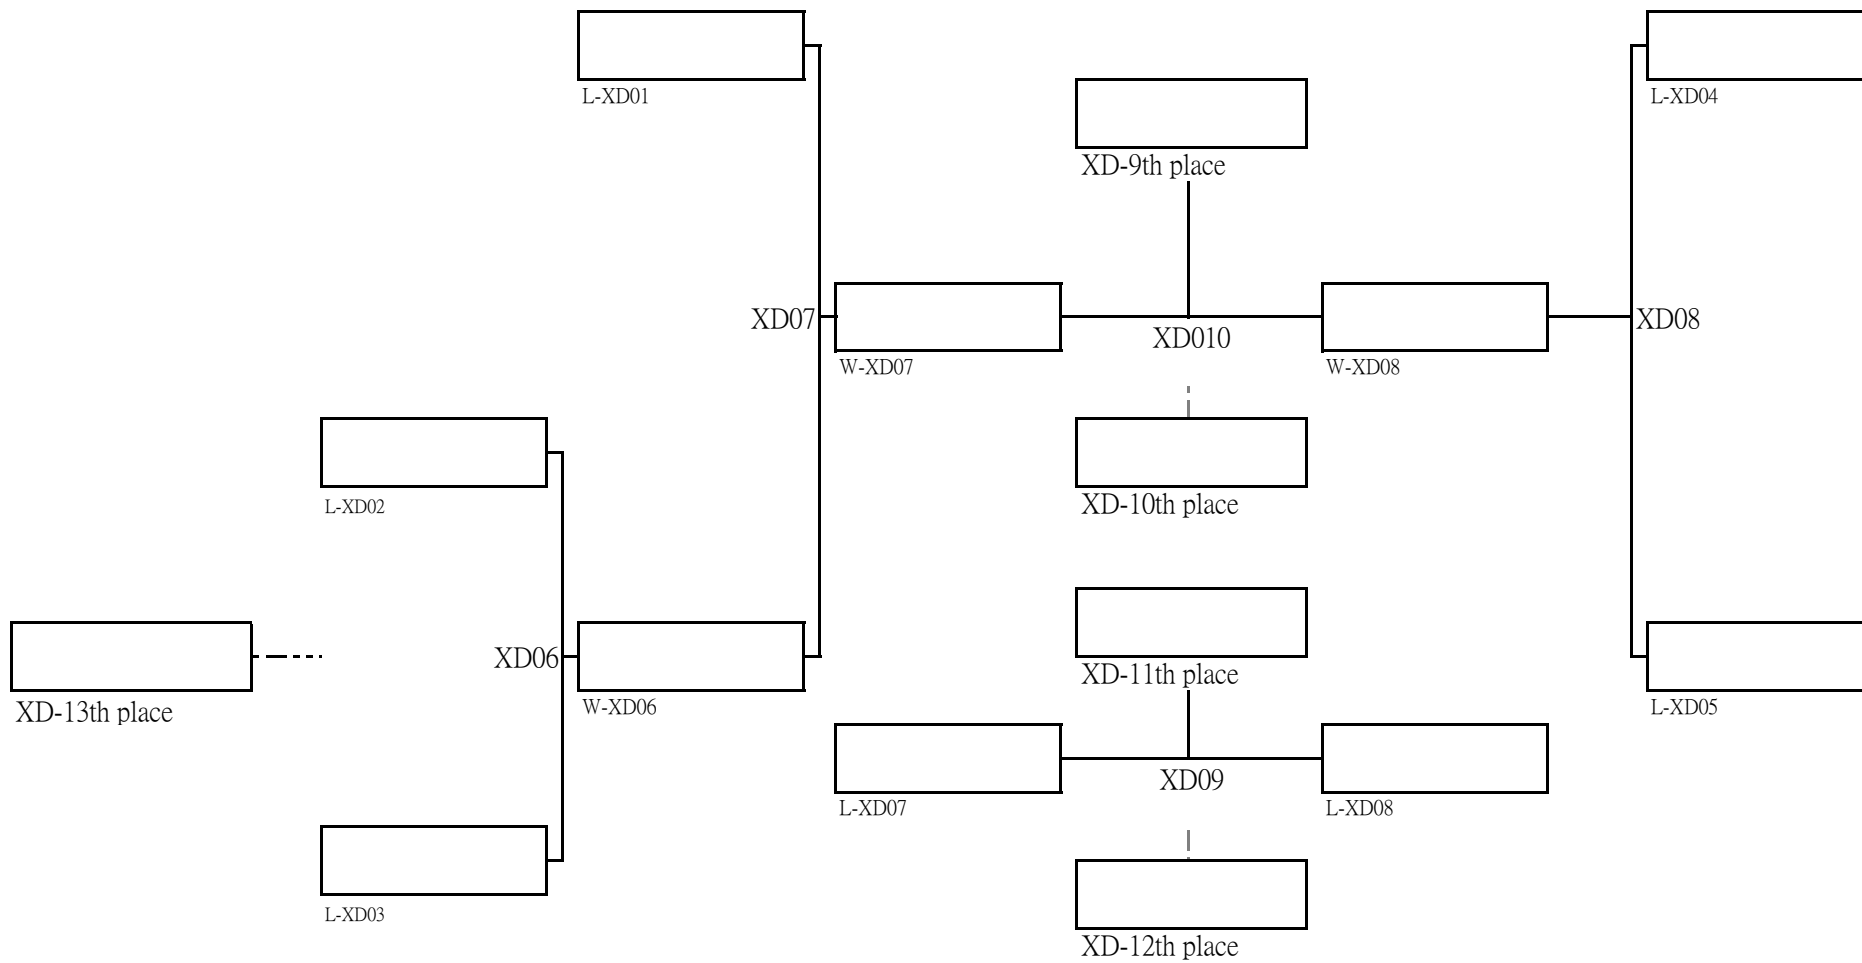 L-XD01
L-XD04
XD-9th place
XD07
XD010
XD08
W-XD07
W-XD08
L-XD02
XD-10th place
XD06
XD-11th place
XD-13th place
W-XD06
L-XD05
XD09
L-XD07
L-XD08
L-XD03
XD-12th place